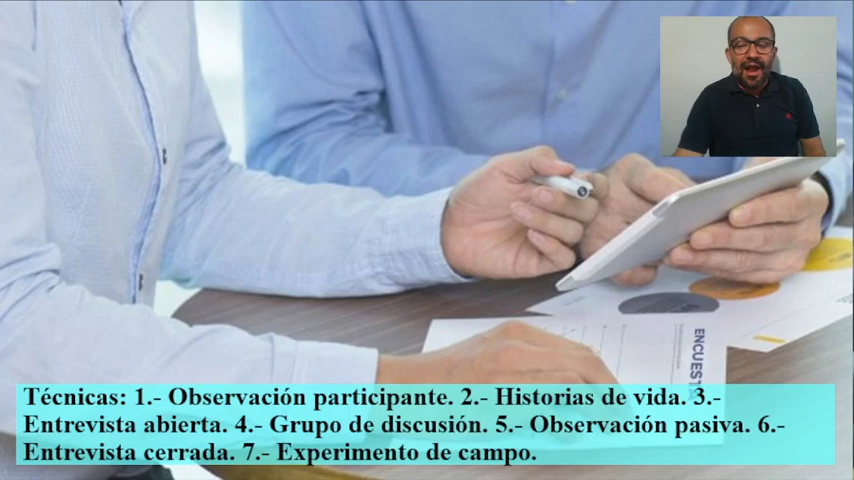 ENCUEST
Técnicas: 1.- Observación participante. 2.- Historias de vida. 3.-
Entrevista abierta. 4.- Grupo de discusión. 5.- Observación pasiva. 6.-
Entrevista cerrada. 7.- Experimento de campo.